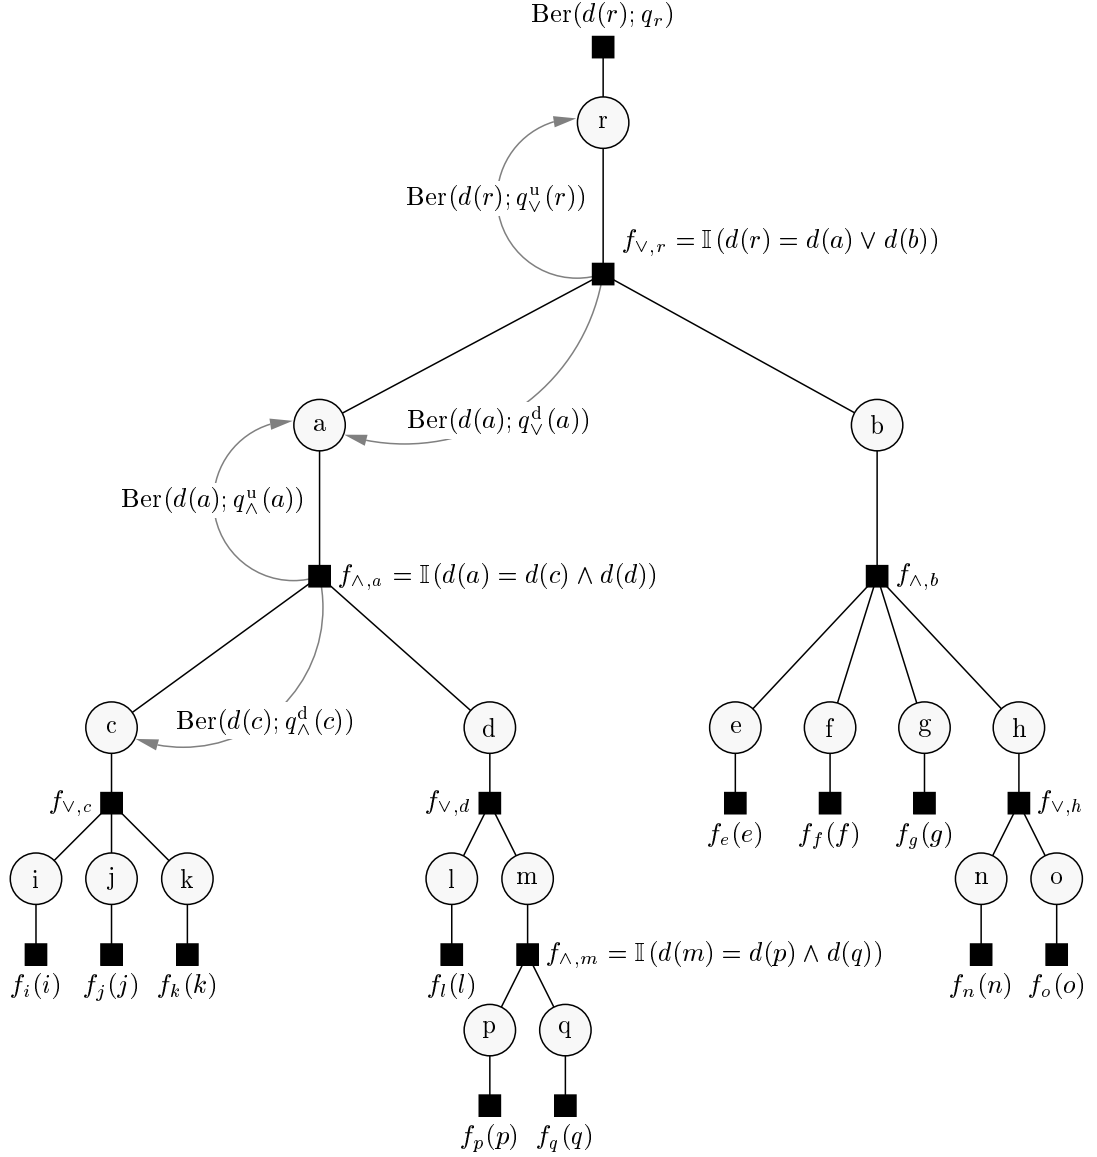 Ber(d(r); q_r)
r
Ber(d(r); q^u_∨(r))
f_{∨,r} = 𝕀(d(r) = d(a) ∨ d(b))
a
Ber(d(a); q^d_∨(a))
b
Ber(d(a); q^u_∧(a))
f_{∧,a} = 𝕀(d(a) = d(c) ∧ d(d))
f_{∧,b}
c
Ber(d(c); q^d_∧(c))
d
e
f
g
h
f_{∨,c}
f_{∨,d}
f_{∨,h}
f_e(e)
f_f(f)
f_g(g)
i
j
k
l
m
n
o
f_{∧,m} = 𝕀(d(m) = d(p) ∧ d(q))
f_i(i)
f_j(j)
f_k(k)
f_l(l)
f_n(n)
f_o(o)
p
q
f_p(p)
f_q(q)